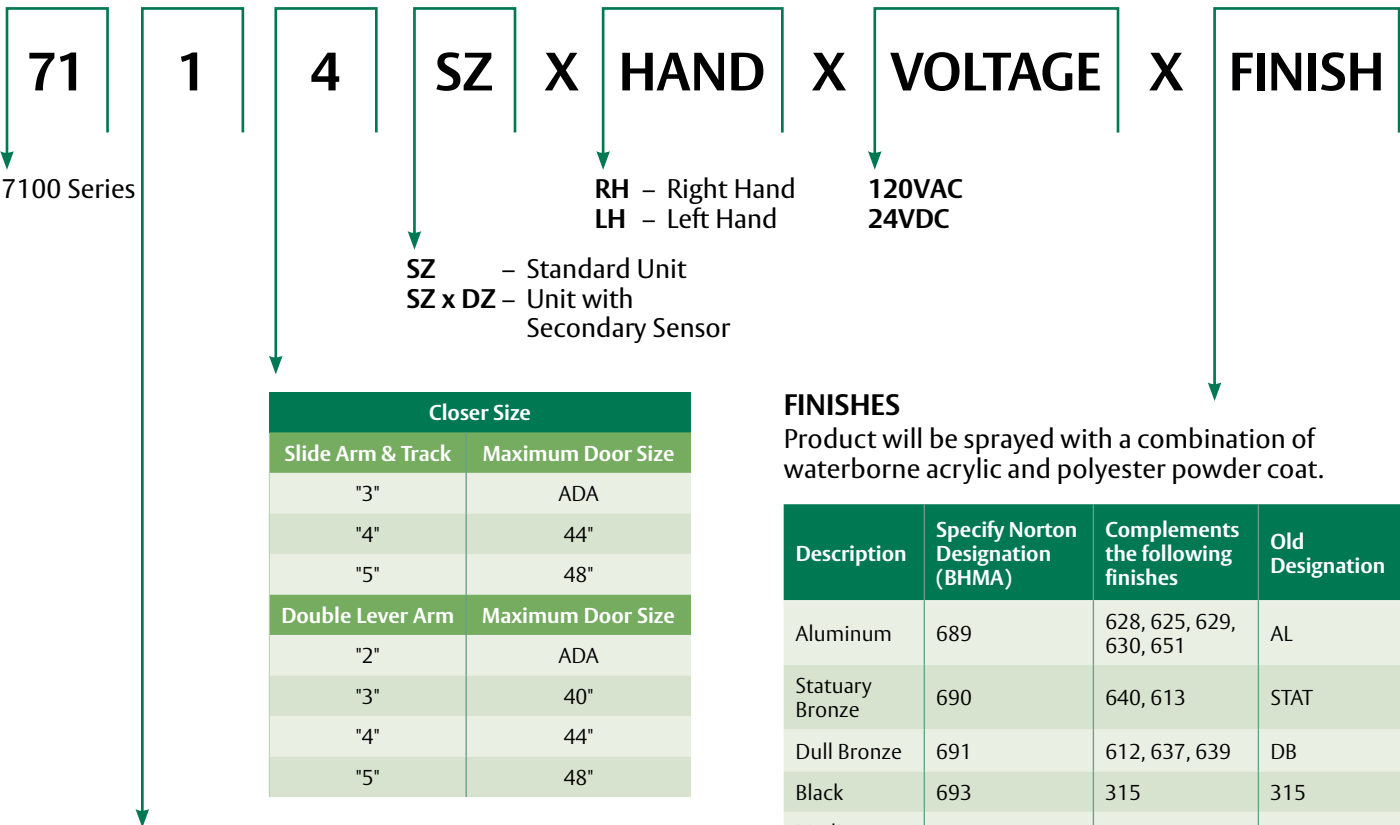 71 1 4 SZ X HAND X VOLTAGE X FINISH
7100 Series
RH – Right Hand
LH – Left Hand
120VAC
24VDC
SZ – Standard Unit
SZ x DZ – Unit with
Secondary Sensor
Closer Size
Slide Arm & Track Maximum Door Size
"3" ADA
"4" 44"
"5" 48"
Double Lever Arm Maximum Door Size
"2" ADA
"3" 40"
"4" 44"
"5" 48"
FINISHES
Product will be sprayed with a combination of
waterborne acrylic and polyester powder coat.
Description Specify Norton Designation (BHMA) Complements the following finishes Old Designation
Aluminum 689 628, 625, 629, 630, 651 AL
Statuary Bronze 690 640, 613 STAT
Dull Bronze 691 612, 637, 639 DB
Black 693 315 315